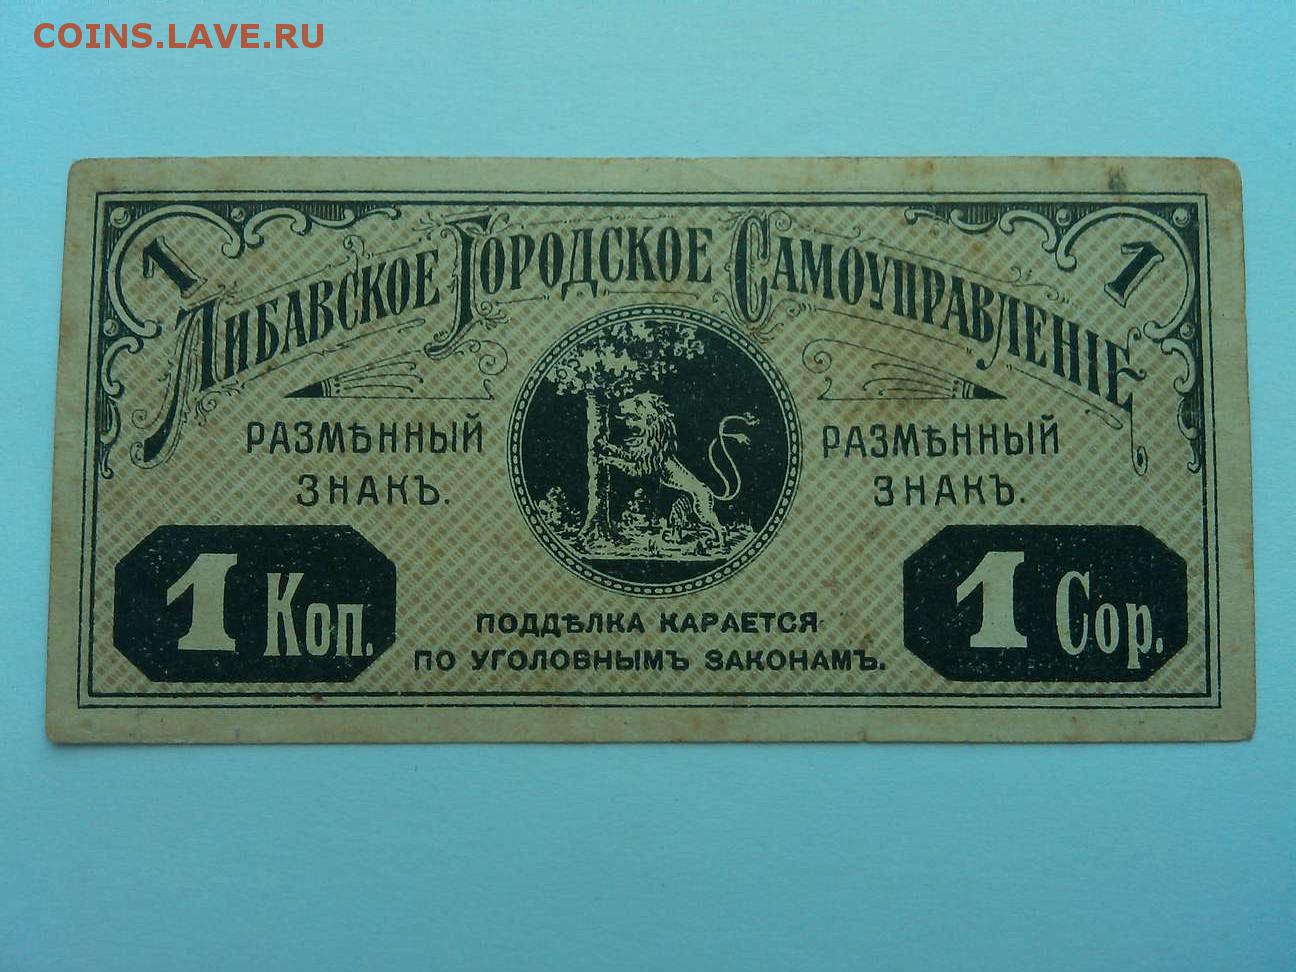 COINS.LAVE.RU
1 1
Либавское Городское Самоуправленіе
РАЗМѢННЫЙ РАЗМѢННЫЙ
ЗНАКЪ. ЗНАКЪ.
1 Коп. 1 Cop.
ПОДДѢЛКА КАРАЕТСЯ
ПО УГОЛОВНЫМЪ ЗАКОНАМЪ.